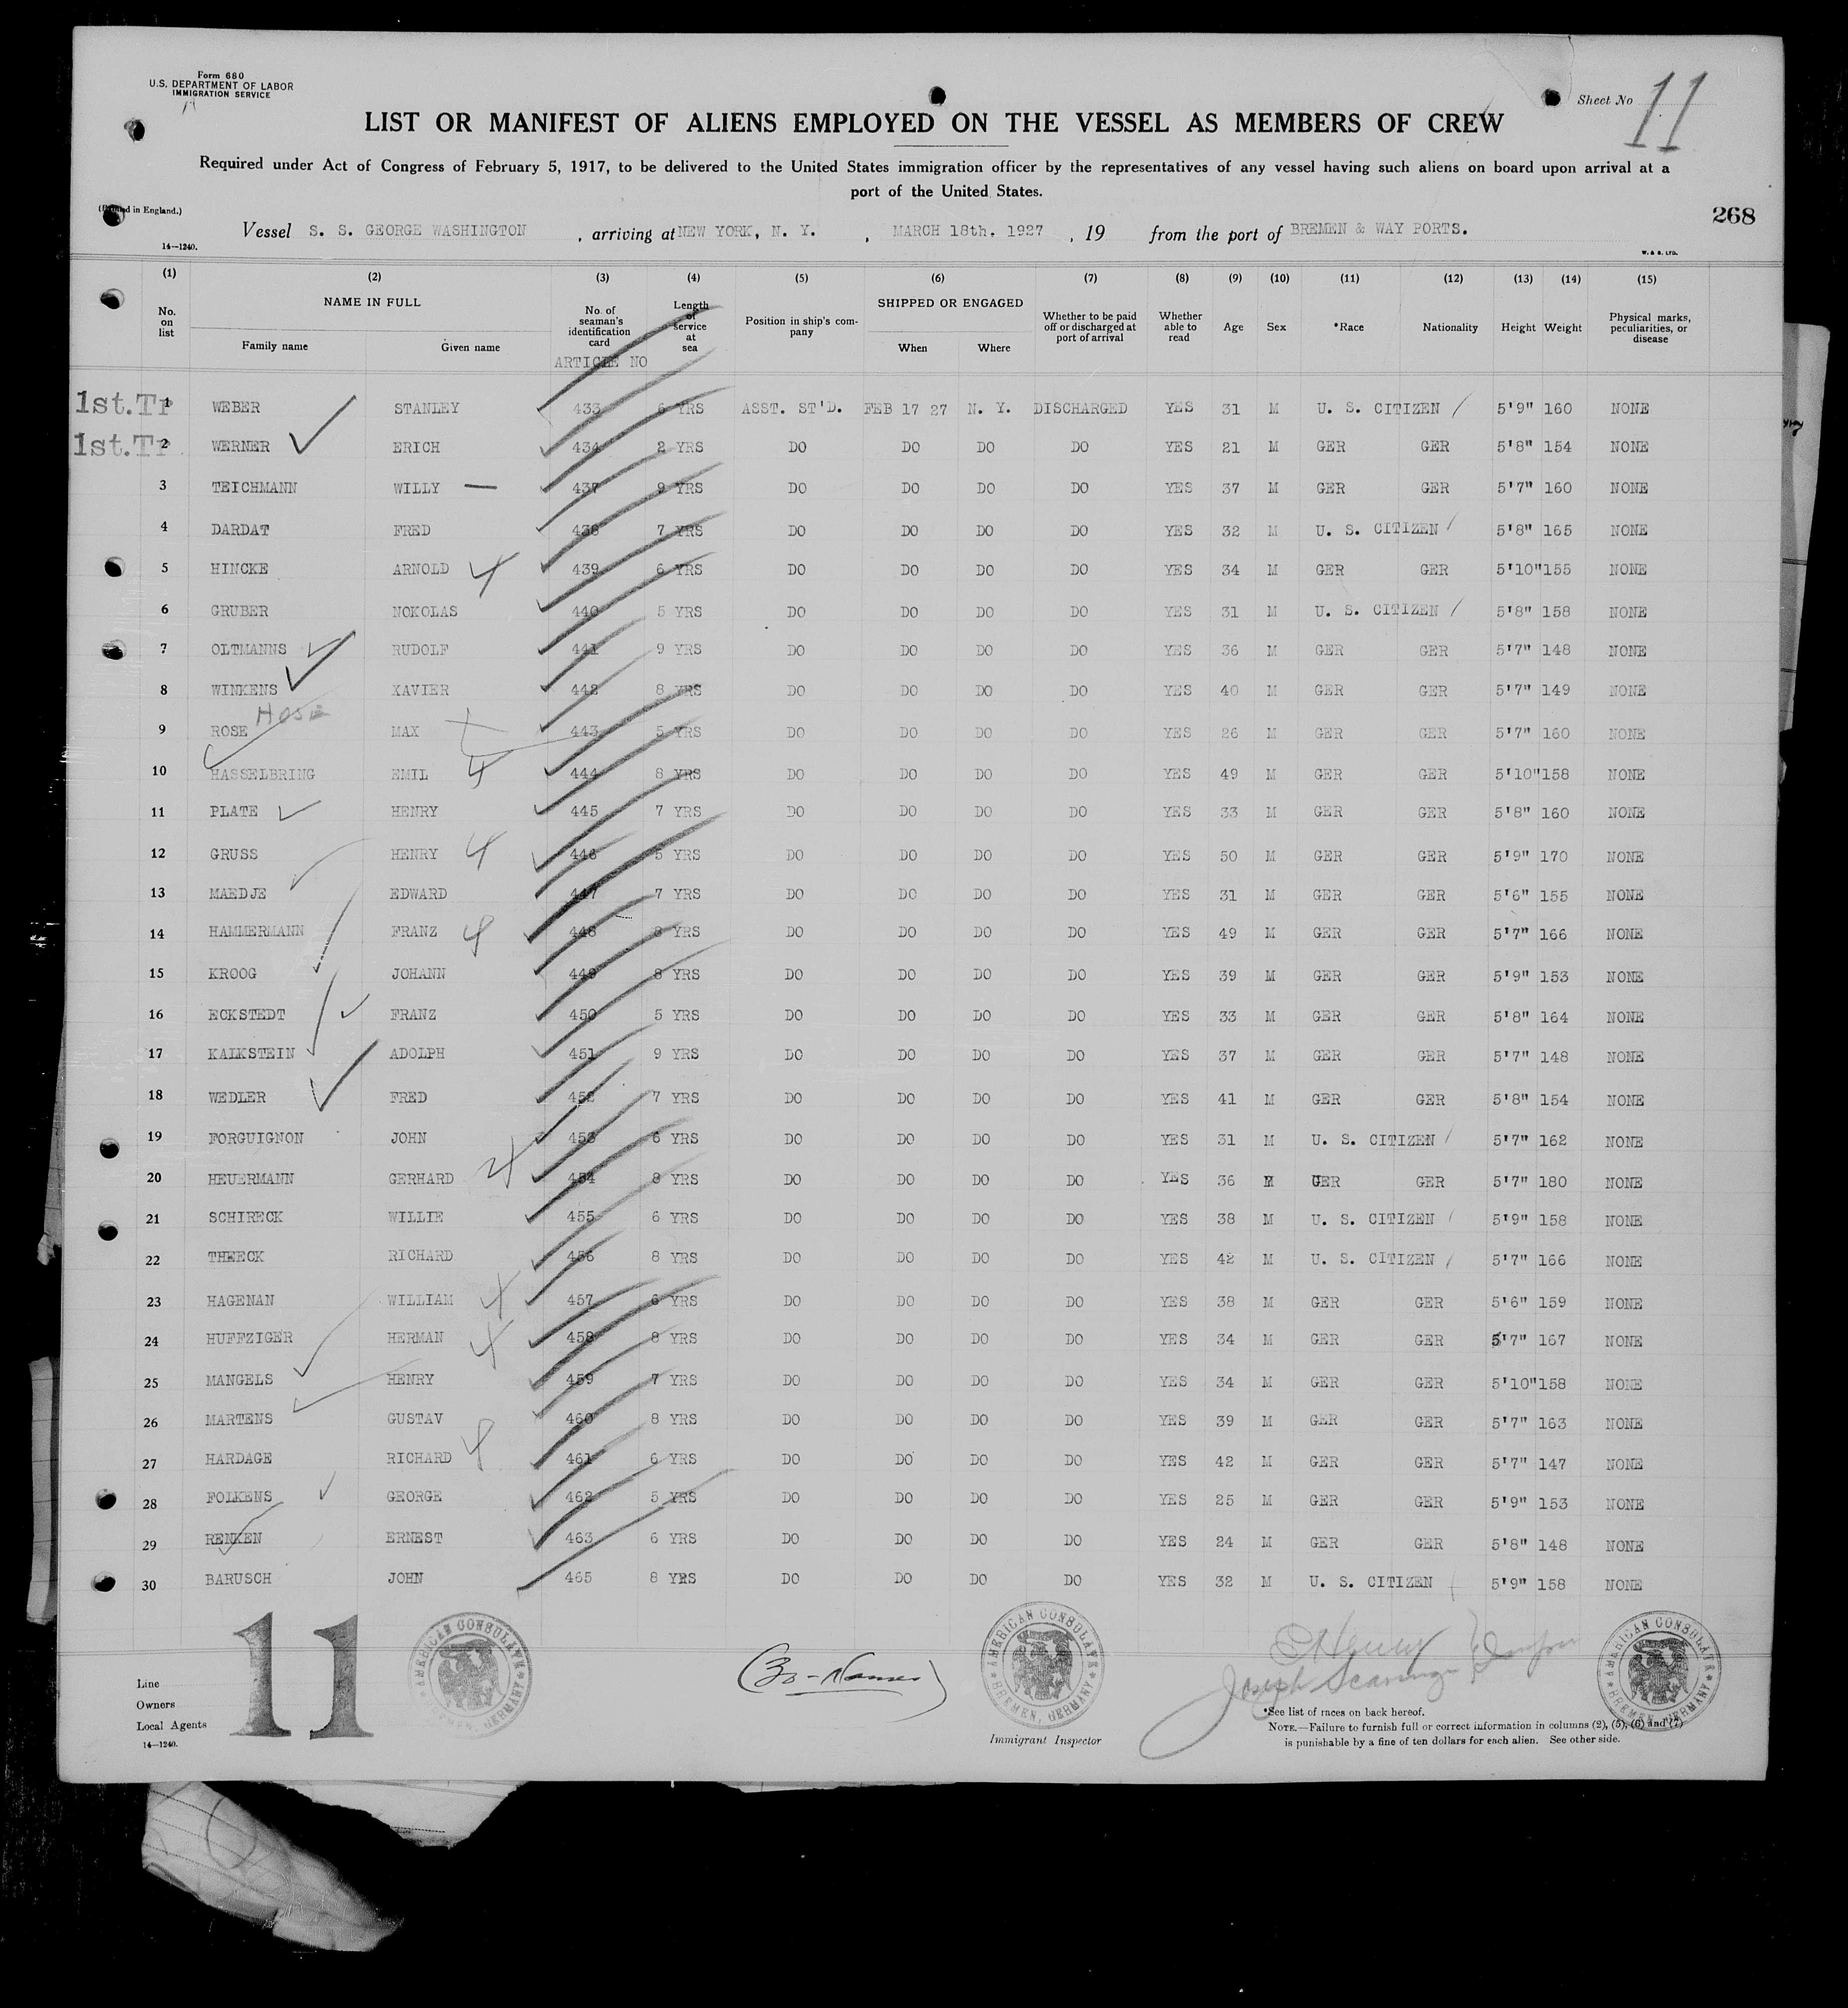 Form 680
U.S. DEPARTMENT OF LABOR
IMMIGRATION SERVICE
Sheet No 11
LIST OR MANIFEST OF ALIENS EMPLOYED ON THE VESSEL AS MEMBERS OF CREW
Required under Act of Congress of February 5, 1917, to be delivered to the United States immigration officer by the representatives of any vessel having such aliens on board upon arrival at a
port of the United States.
(Printed in England.)
268
Vessel S. S. GEORGE WASHINGTON , arriving at NEW YORK, N. Y. , MARCH 18th. 1927 , 19 from the port of BREMEN & WAY PORTS.
14—1240.
W. & S. LTD.
(1) (2) (3) (4) (5) (6) (7) (8) (9) (10) (11) (12) (13) (14) (15)
No. on list NAME IN FULL Family name Given name No. of seaman's identification card Length of service at sea Position in ship's company SHIPPED OR ENGAGED When Where Whether to be paid off or discharged at port of arrival Whether able to read Age Sex *Race Nationality Height Weight Physical marks, peculiarities, or disease
ARTICLE NO
1st.Tr 1 WEBER STANLEY 433 6 YRS ASST. ST'D. FEB 17 27 N. Y. DISCHARGED YES 31 M U. S. CITIZEN 5'9" 160 NONE
1st.Tr 2 WERNER ERICH 434 2 YRS DO DO DO DO YES 21 M GER GER 5'8" 154 NONE
3 TEICHMANN WILLY 437 9 YRS DO DO DO DO YES 37 M GER GER 5'7" 160 NONE
4 DARDAT FRED 438 7 YRS DO DO DO DO YES 32 M U. S. CITIZEN 5'8" 165 NONE
5 HINCKE ARNOLD 4 439 6 YRS DO DO DO DO YES 34 M GER GER 5'10" 155 NONE
6 GRUBER NOKOLAS 440 5 YRS DO DO DO DO YES 31 M U. S. CITIZEN 5'8" 158 NONE
7 OLTMANNS RUDOLF 441 9 YRS DO DO DO DO YES 36 M GER GER 5'7" 148 NONE
8 WINKENS XAVIER 442 8 YRS DO DO DO DO YES 40 M GER GER 5'7" 149 NONE
HOSE
9 ROSE MAX 443 5 YRS DO DO DO DO YES 26 M GER GER 5'7" 160 NONE
10 HASSELBRING EMIL 4 444 8 YRS DO DO DO DO YES 49 M GER GER 5'10" 158 NONE
11 PLATE HENRY 445 7 YRS DO DO DO DO YES 33 M GER GER 5'8" 160 NONE
12 GRUSS HENRY 4 446 5 YRS DO DO DO DO YES 50 M GER GER 5'9" 170 NONE
13 MAEDJE EDWARD 447 7 YRS DO DO DO DO YES 31 M GER GER 5'6" 155 NONE
14 HAMMERMANN FRANZ 4 448 8 YRS DO DO DO DO YES 49 M GER GER 5'7" 166 NONE
15 KROOG JOHANN 449 8 YRS DO DO DO DO YES 39 M GER GER 5'9" 153 NONE
16 ECKSTEDT FRANZ 450 5 YRS DO DO DO DO YES 33 M GER GER 5'8" 164 NONE
17 KALKSTEIN ADOLPH 451 9 YRS DO DO DO DO YES 37 M GER GER 5'7" 148 NONE
18 WEDLER FRED 452 7 YRS DO DO DO DO YES 41 M GER GER 5'8" 154 NONE
19 FORGUIGNON JOHN 453 6 YRS DO DO DO DO YES 31 M U. S. CITIZEN 5'7" 162 NONE
20 HEUERMANN GERHARD 4 454 8 YRS DO DO DO DO YES 36 M GER GER 5'7" 180 NONE
21 SCHIRECK WILLIE 455 6 YRS DO DO DO DO YES 38 M U. S. CITIZEN 5'9" 158 NONE
22 THEECK RICHARD 456 8 YRS DO DO DO DO YES 42 M U. S. CITIZEN 5'7" 166 NONE
23 HAGENAN WILLIAM 4 457 6 YRS DO DO DO DO YES 38 M GER GER 5'6" 159 NONE
24 HUFFZIGER HERMAN 4 458 8 YRS DO DO DO DO YES 34 M GER GER 5'7" 167 NONE
25 MANGELS HENRY 459 7 YRS DO DO DO DO YES 34 M GER GER 5'10" 158 NONE
26 MARTENS GUSTAV 460 8 YRS DO DO DO DO YES 39 M GER GER 5'7" 163 NONE
27 HARDAGE RICHARD 4 461 6 YRS DO DO DO DO YES 42 M GER GER 5'7" 147 NONE
28 FOLKENS GEORGE 462 5 YRS DO DO DO DO YES 25 M GER GER 5'9" 153 NONE
29 RENKEN ERNEST 463 6 YRS DO DO DO DO YES 24 M GER GER 5'8" 148 NONE
30 BARUSCH JOHN 465 8 YRS DO DO DO DO YES 32 M U. S. CITIZEN 5'9" 158 NONE
11
AMERICAN CONSULATE BREMEN, GERMANY
(30 - Names)
AMERICAN CONSULATE BREMEN, GERMANY
Henry
Joseph
AMERICAN CONSULATE BREMEN, GERMANY
Line
Owners
Local Agents
14—1240.
Immigrant Inspector
*See list of races on back hereof.
NOTE.—Failure to furnish full or correct information in columns (2), (5), (6) and (7)
is punishable by a fine of ten dollars for each alien. See other side.